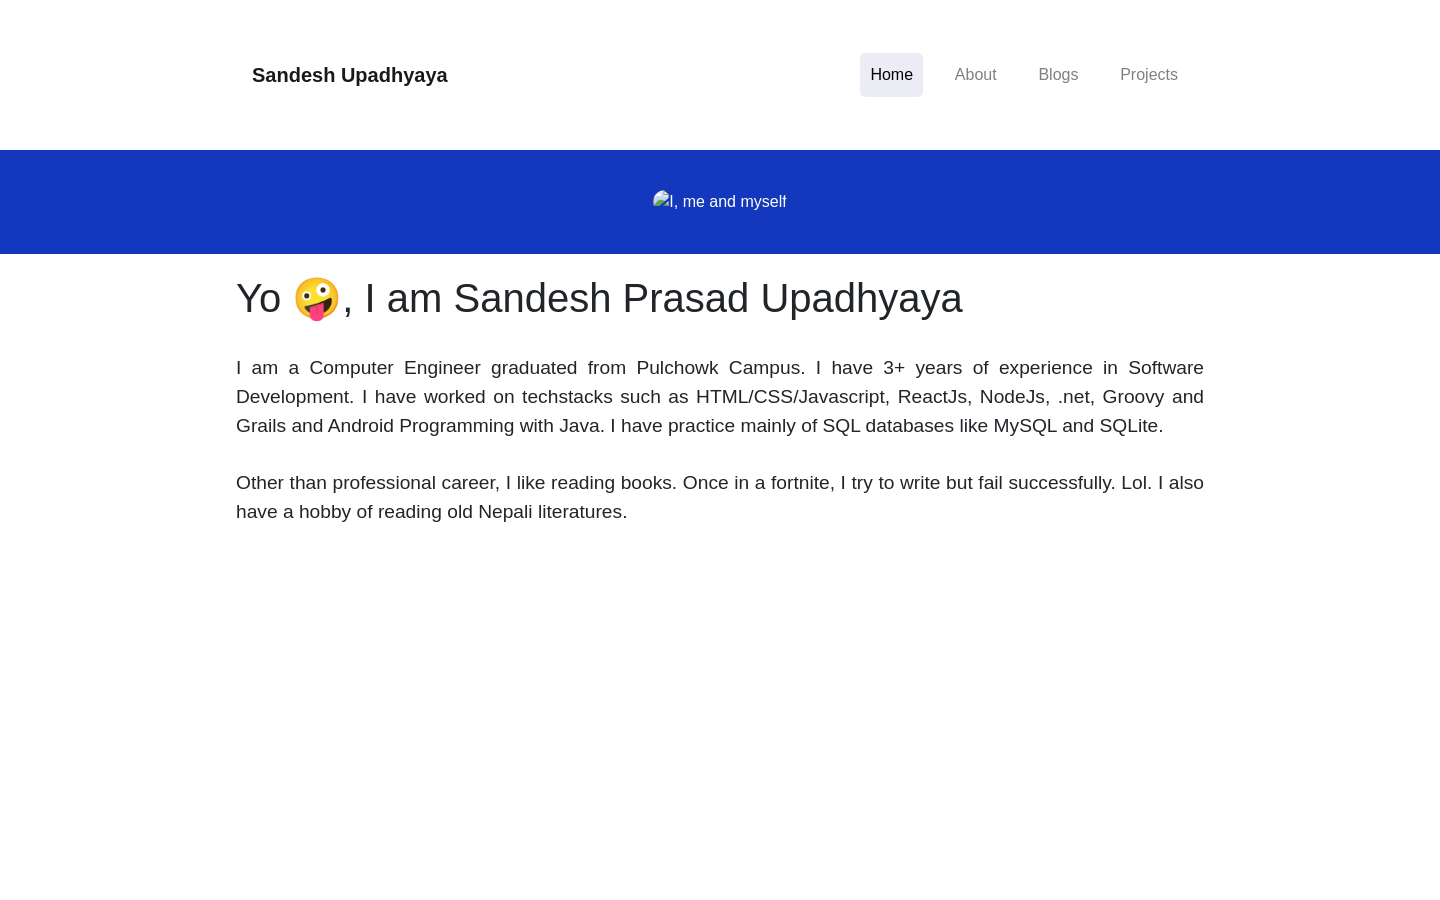 Sandesh Upadhyaya
Home About Blogs Projects
I, me and myself
Yo 🤪, I am Sandesh Prasad Upadhyaya
I am a Computer Engineer graduated from Pulchowk Campus. I have 3+ years of experience in Software
Development. I have worked on techstacks such as HTML/CSS/Javascript, ReactJs, NodeJs, .net, Groovy and
Grails and Android Programming with Java. I have practice mainly of SQL databases like MySQL and SQLite.
Other than professional career, I like reading books. Once in a fortnite, I try to write but fail successfully. Lol. I also
have a hobby of reading old Nepali literatures.